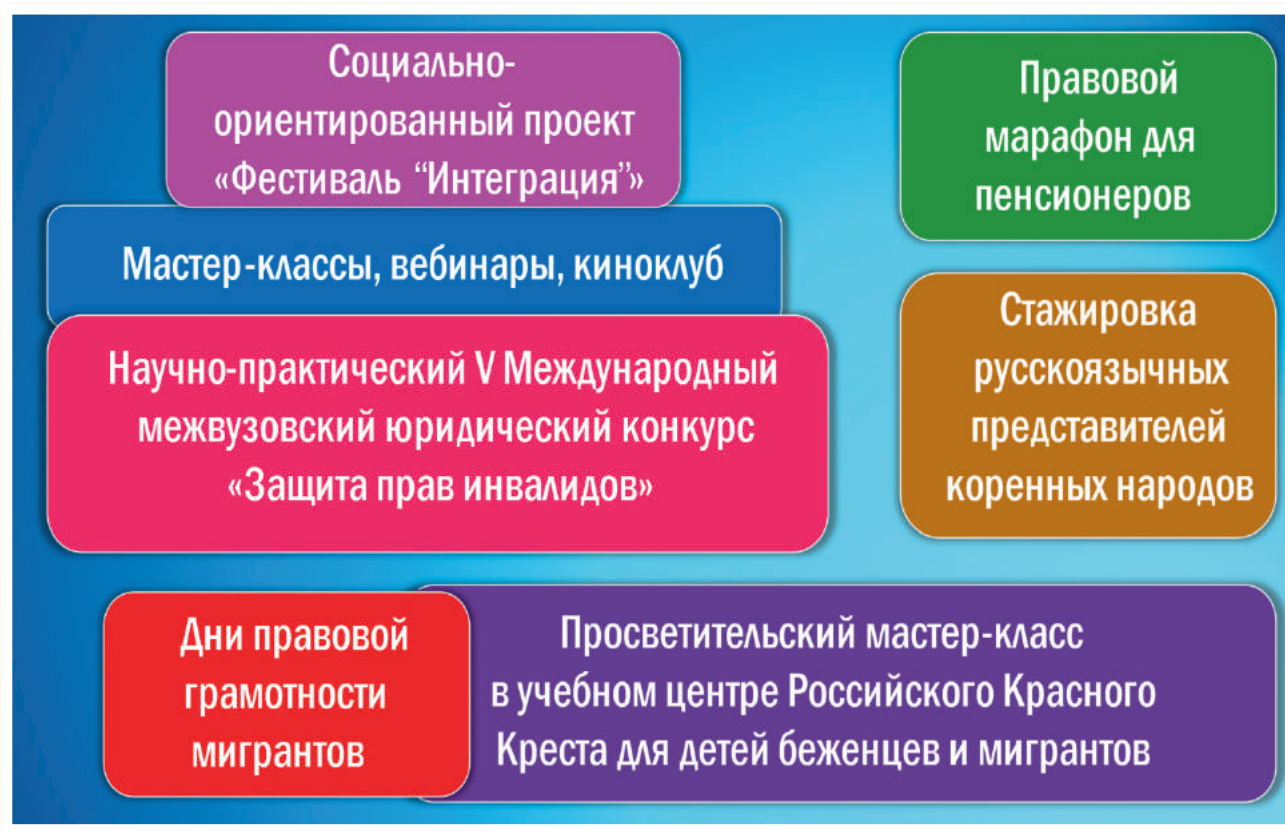 Социально-
ориентированный проект
«Фестиваль “Интеграция”»
Мастер-классы, вебинары, киноклуб
Научно-практический V Международный
межвузовский юридический конкурс
«Защита прав инвалидов»
Правовой
марафон для
пенсионеров
Стажировка
русскоязычных
представителей
коренных народов
Дни правовой
грамотности
мигрантов
Просветительский мастер-класс
в учебном центре Российского Красного
Креста для детей беженцев и мигрантов